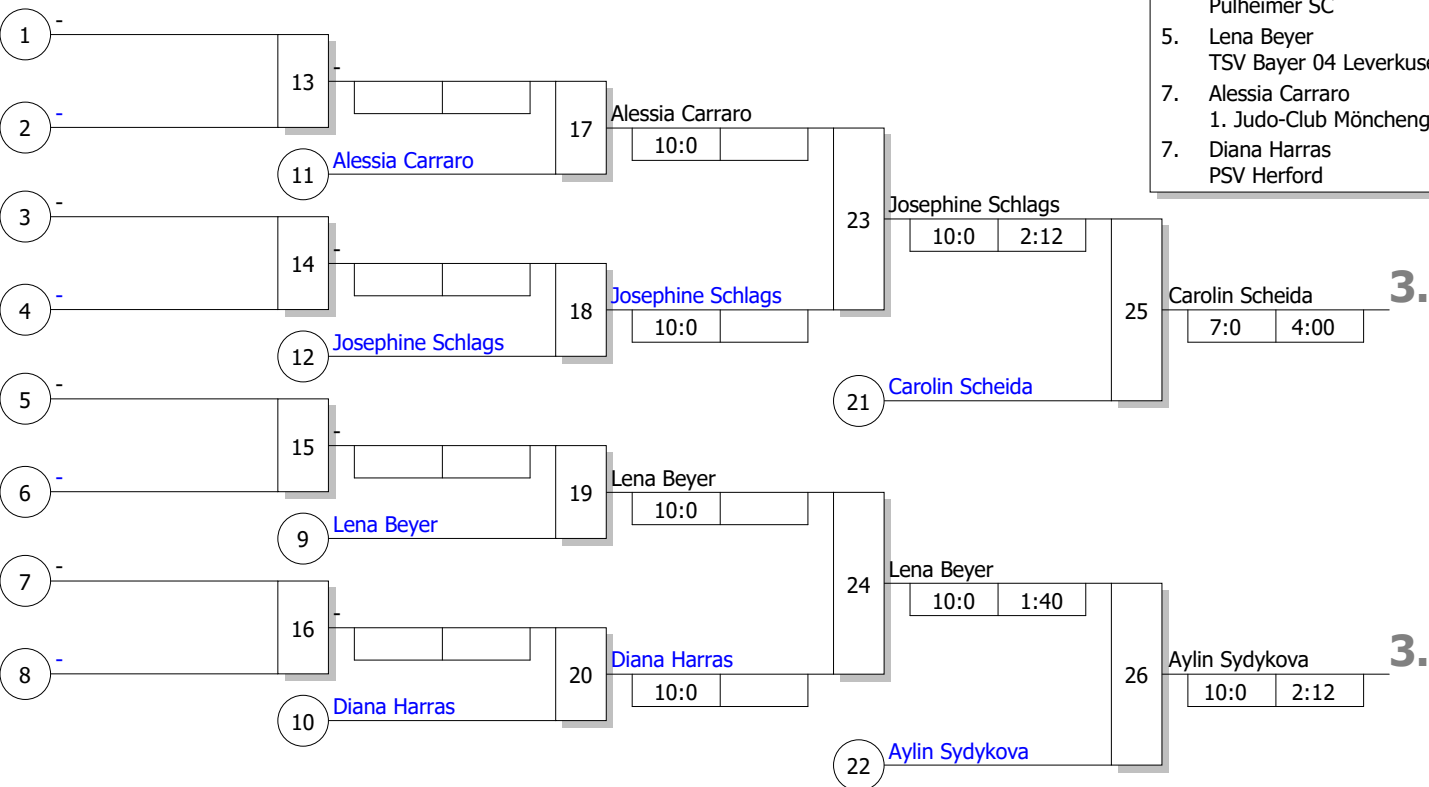 Pulheimer SC
5. Lena Beyer
TSV Bayer 04 Leverkuse
7. Alessia Carraro
1. Judo-Club Möncheng
7. Diana Harras
PSV Herford
1 -
13 -
2 -
17 Alessia Carraro
10:0
11 Alessia Carraro
3 -
23 Josephine Schlags
10:0 2:12
14 -
4 -
18 Josephine Schlags
10:0
12 Josephine Schlags
25 Carolin Scheida 3.
7:0 4:00
5 -
21 Carolin Scheida
15 -
6 -
19 Lena Beyer
10:0
9 Lena Beyer
7 -
24 Lena Beyer
10:0 1:40
16 -
8 -
20 Diana Harras
10:0
10 Diana Harras
26 Aylin Sydykova 3.
10:0 2:12
22 Aylin Sydykova